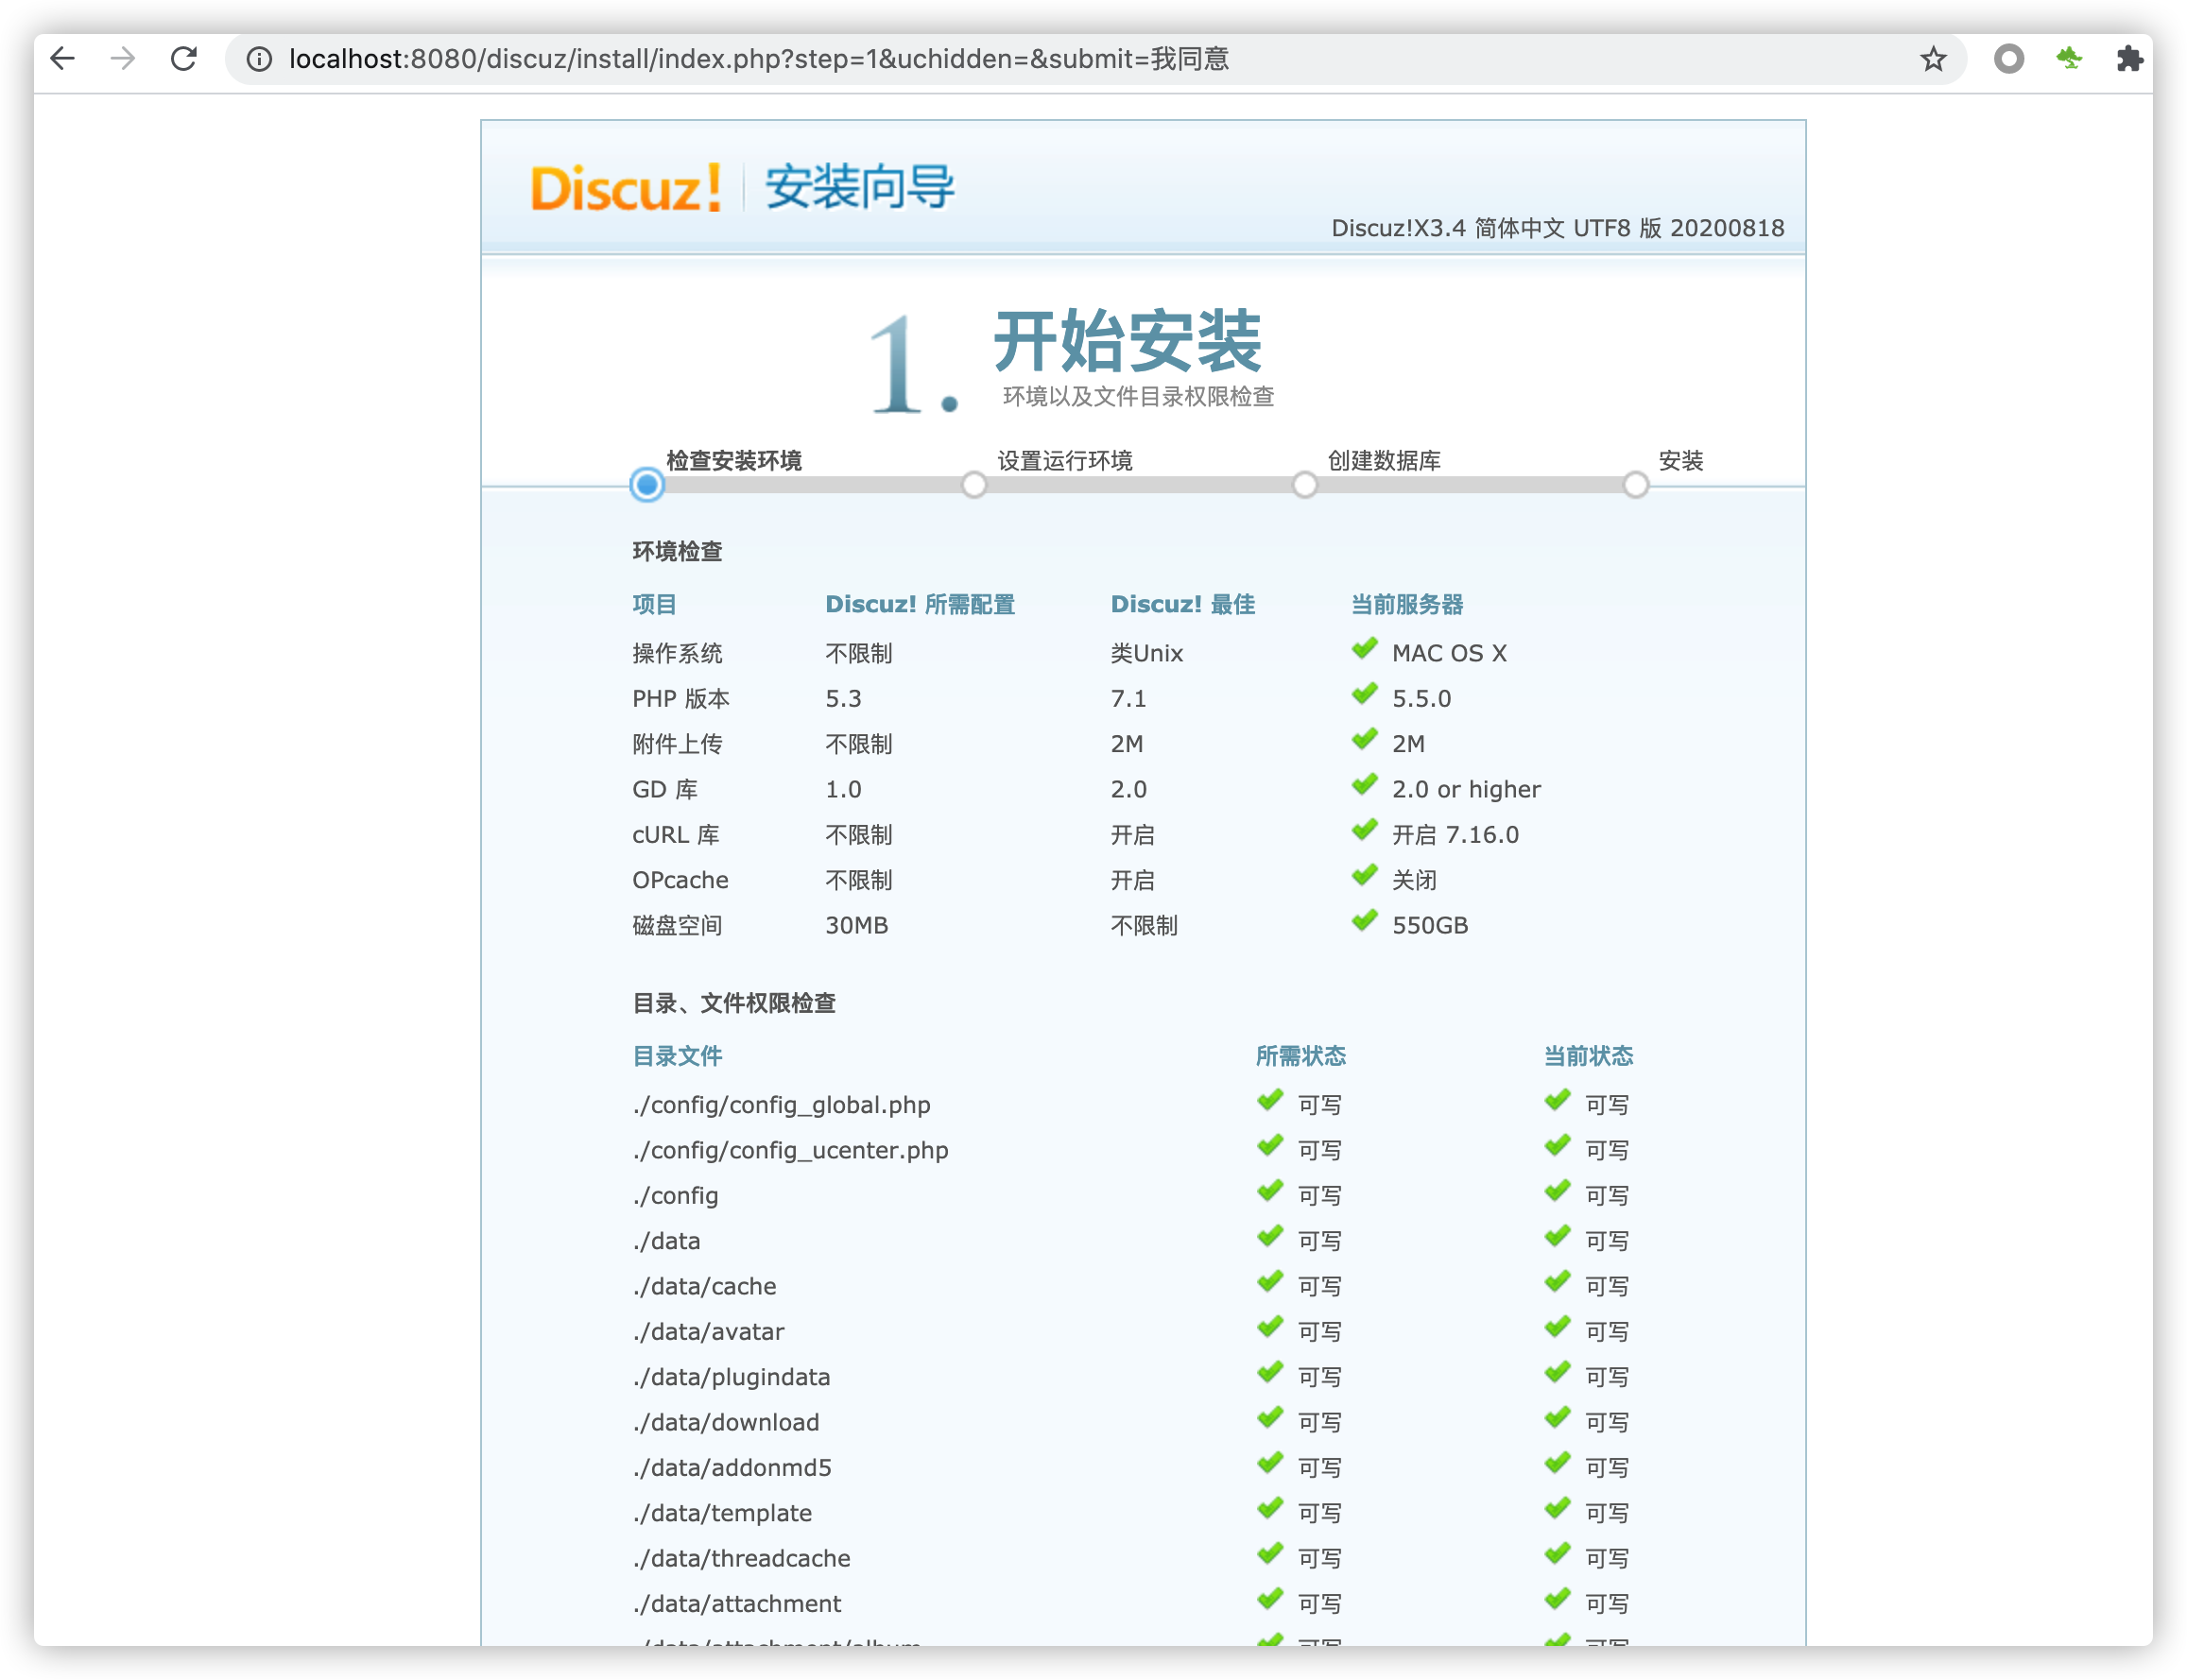 localhost:8080/discuz/install/index.php?step=1&uchidden=&submit=我同意
Discuz! 安装向导
Discuz!X3.4 简体中文 UTF8 版 20200818
1. 开始安装
环境以及文件目录权限检查
检查安装环境 设置运行环境 创建数据库 安装
环境检查
项目 Discuz! 所需配置 Discuz! 最佳 当前服务器
操作系统 不限制 类Unix MAC OS X
PHP 版本 5.3 7.1 5.5.0
附件上传 不限制 2M 2M
GD 库 1.0 2.0 2.0 or higher
cURL 库 不限制 开启 开启 7.16.0
OPcache 不限制 开启 关闭
磁盘空间 30MB 不限制 550GB
目录、文件权限检查
目录文件 所需状态 当前状态
./config/config_global.php 可写 可写
./config/config_ucenter.php 可写 可写
./config 可写 可写
./data 可写 可写
./data/cache 可写 可写
./data/avatar 可写 可写
./data/plugindata 可写 可写
./data/download 可写 可写
./data/addonmd5 可写 可写
./data/template 可写 可写
./data/threadcache 可写 可写
./data/attachment 可写 可写
./data/attachment/album 可写 可写